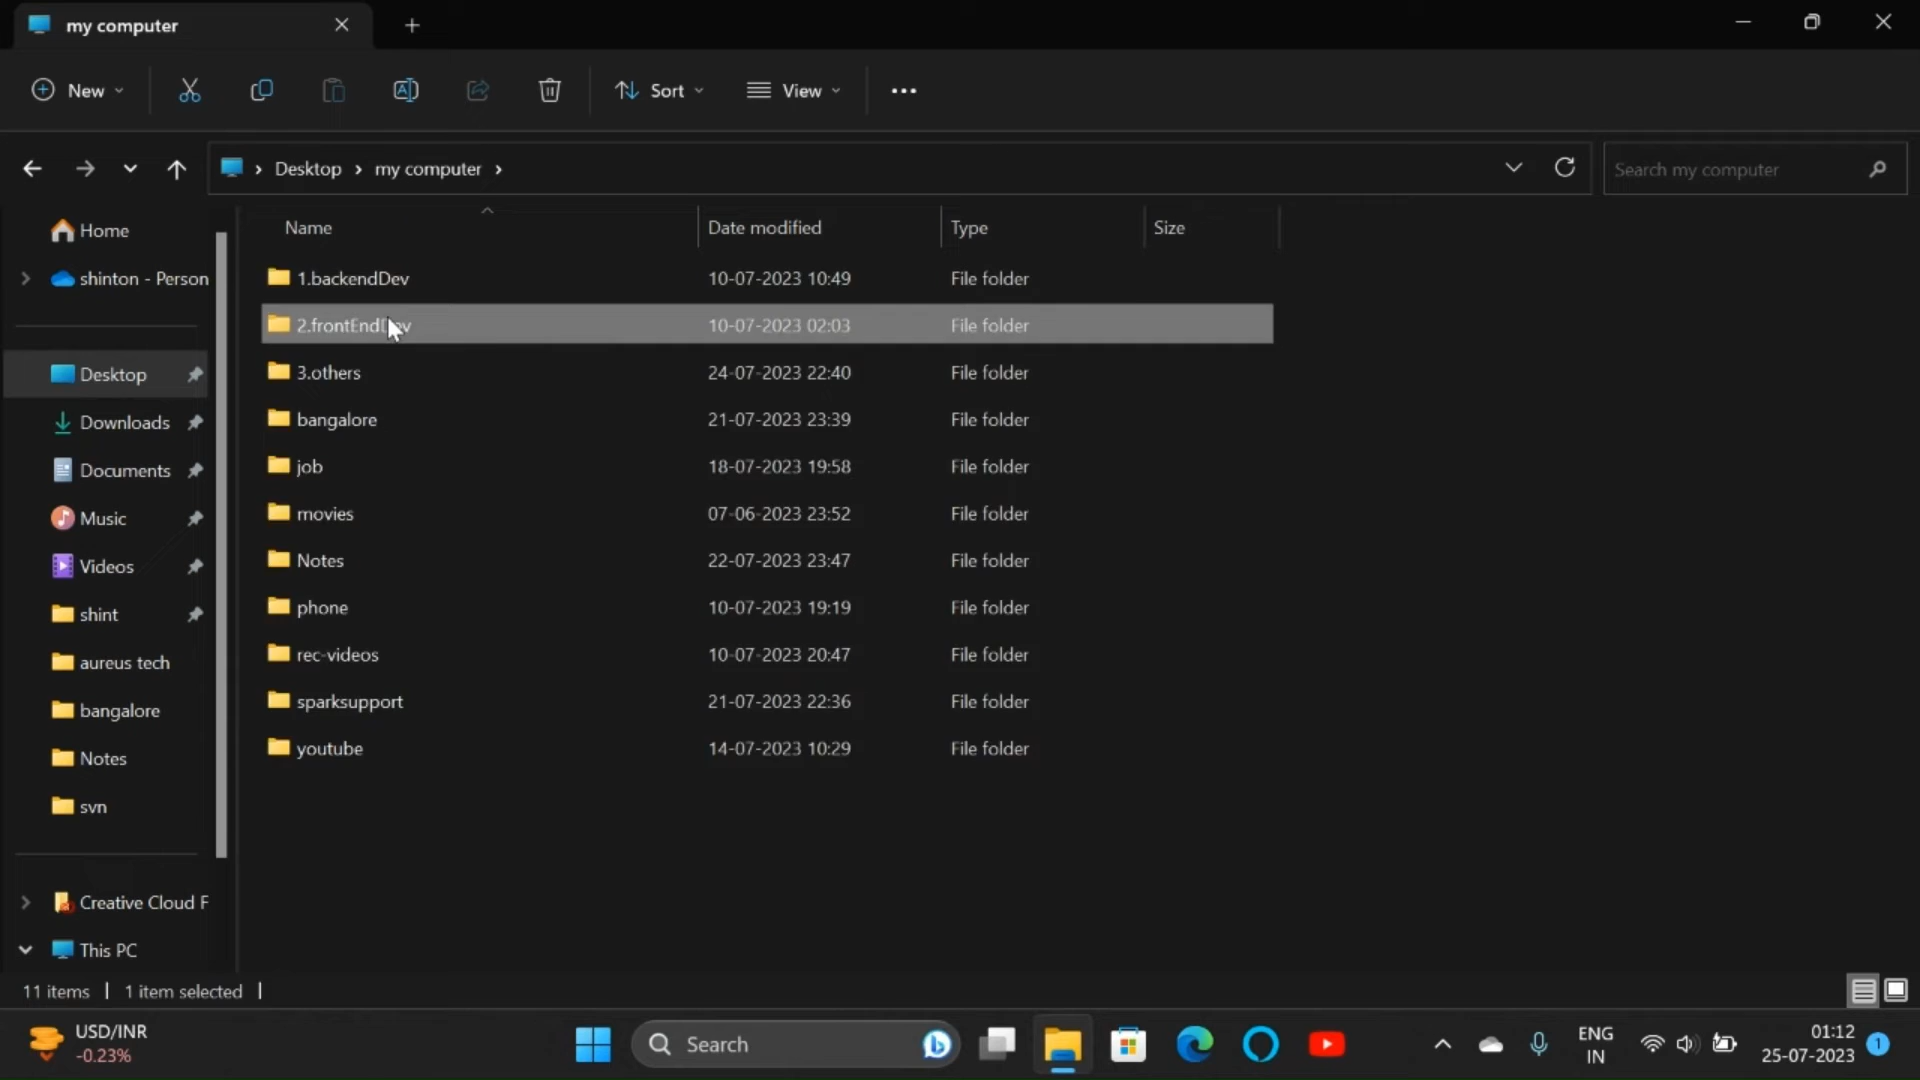 my computer
New
Sort
View
Desktop
my computer
Search my computer
Home
shinton - Person
Desktop
Downloads
Documents
Music
Videos
shint
aureus tech
bangalore
Notes
svn
Creative Cloud F
This PC
Name Date modified Type Size
1.backendDev 10-07-2023 10:49 File folder
2.frontEndDev 10-07-2023 02:03 File folder
3.others 24-07-2023 22:40 File folder
bangalore 21-07-2023 23:39 File folder
job 18-07-2023 19:58 File folder
movies 07-06-2023 23:52 File folder
Notes 22-07-2023 23:47 File folder
phone 10-07-2023 19:19 File folder
rec-videos 10-07-2023 20:47 File folder
sparksupport 21-07-2023 22:36 File folder
youtube 14-07-2023 10:29 File folder
11 items 1 item selected
USD/INR
-0.23%
Search
ENG
IN
01:12
25-07-2023
1